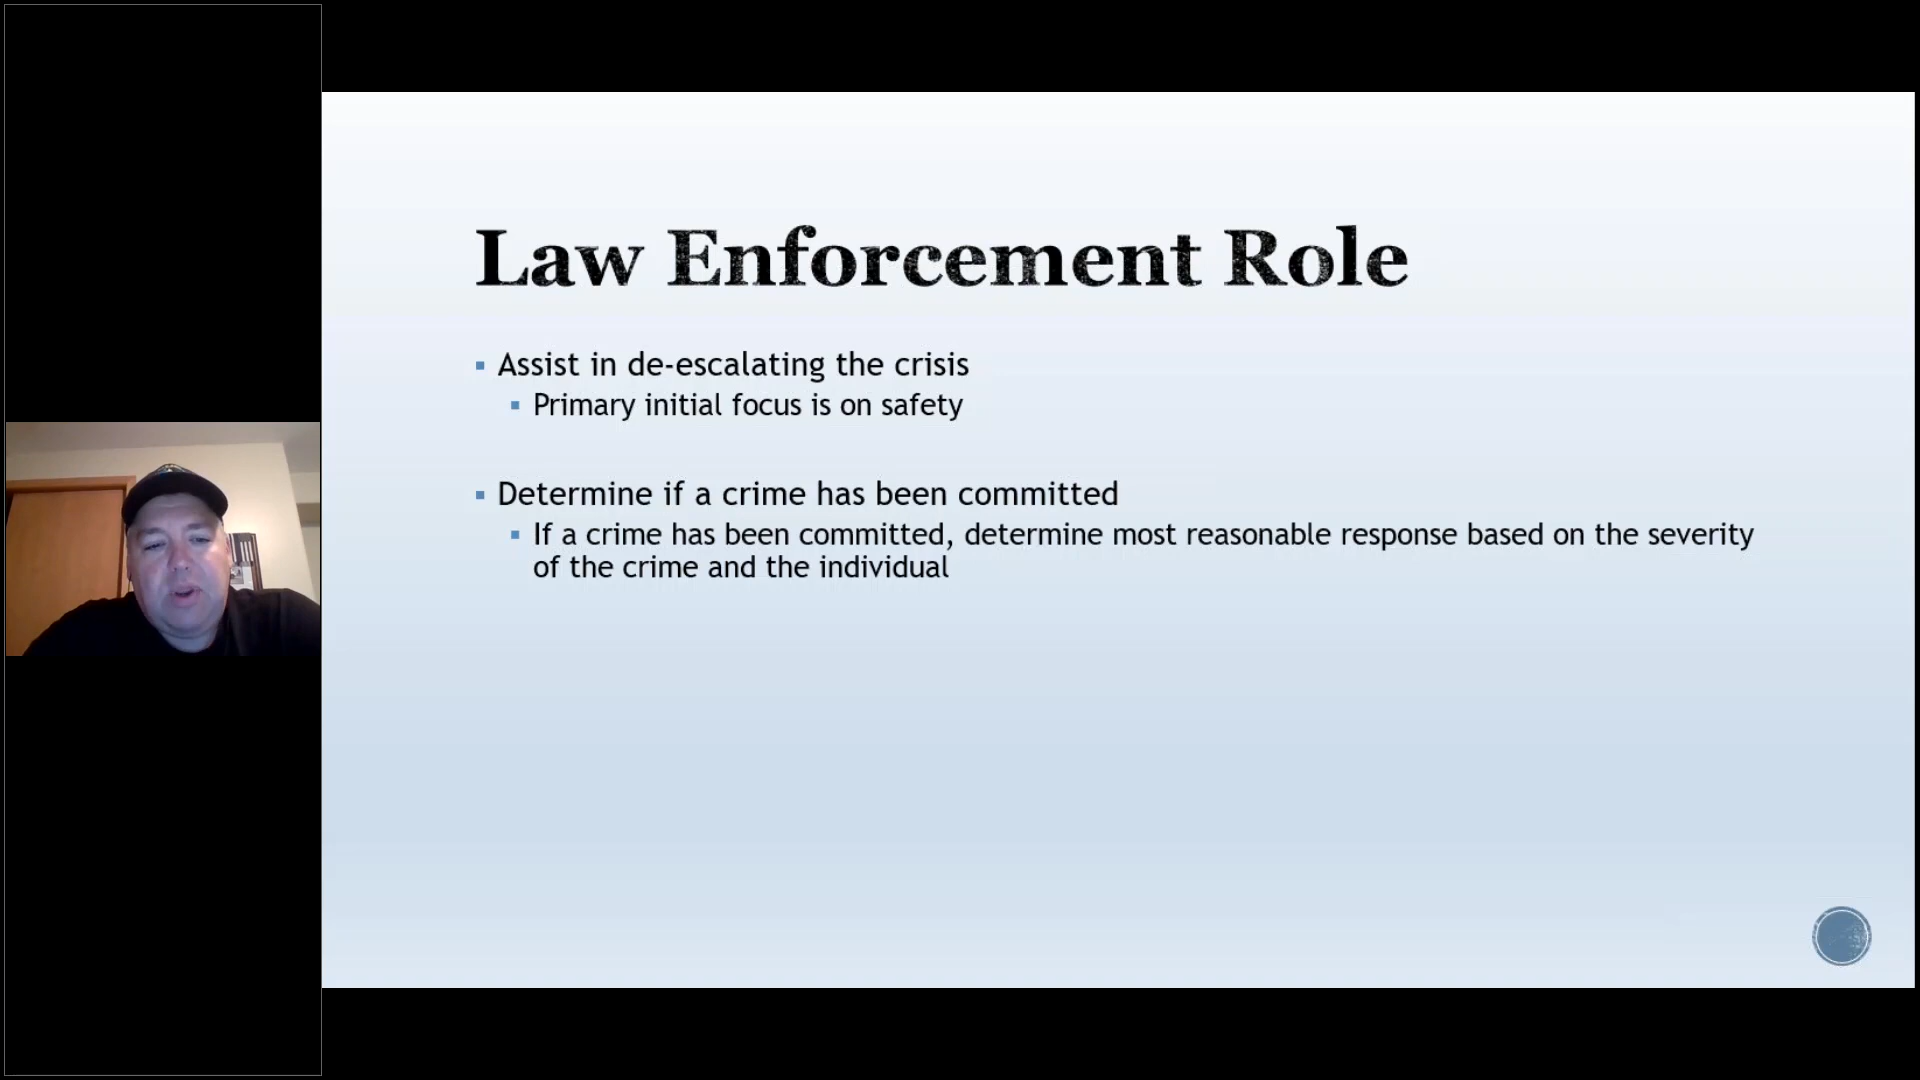 Law Enforcement Role
Assist in de-escalating the crisis
Primary initial focus is on safety
Determine if a crime has been committed
If a crime has been committed, determine most reasonable response based on the severity
of the crime and the individual